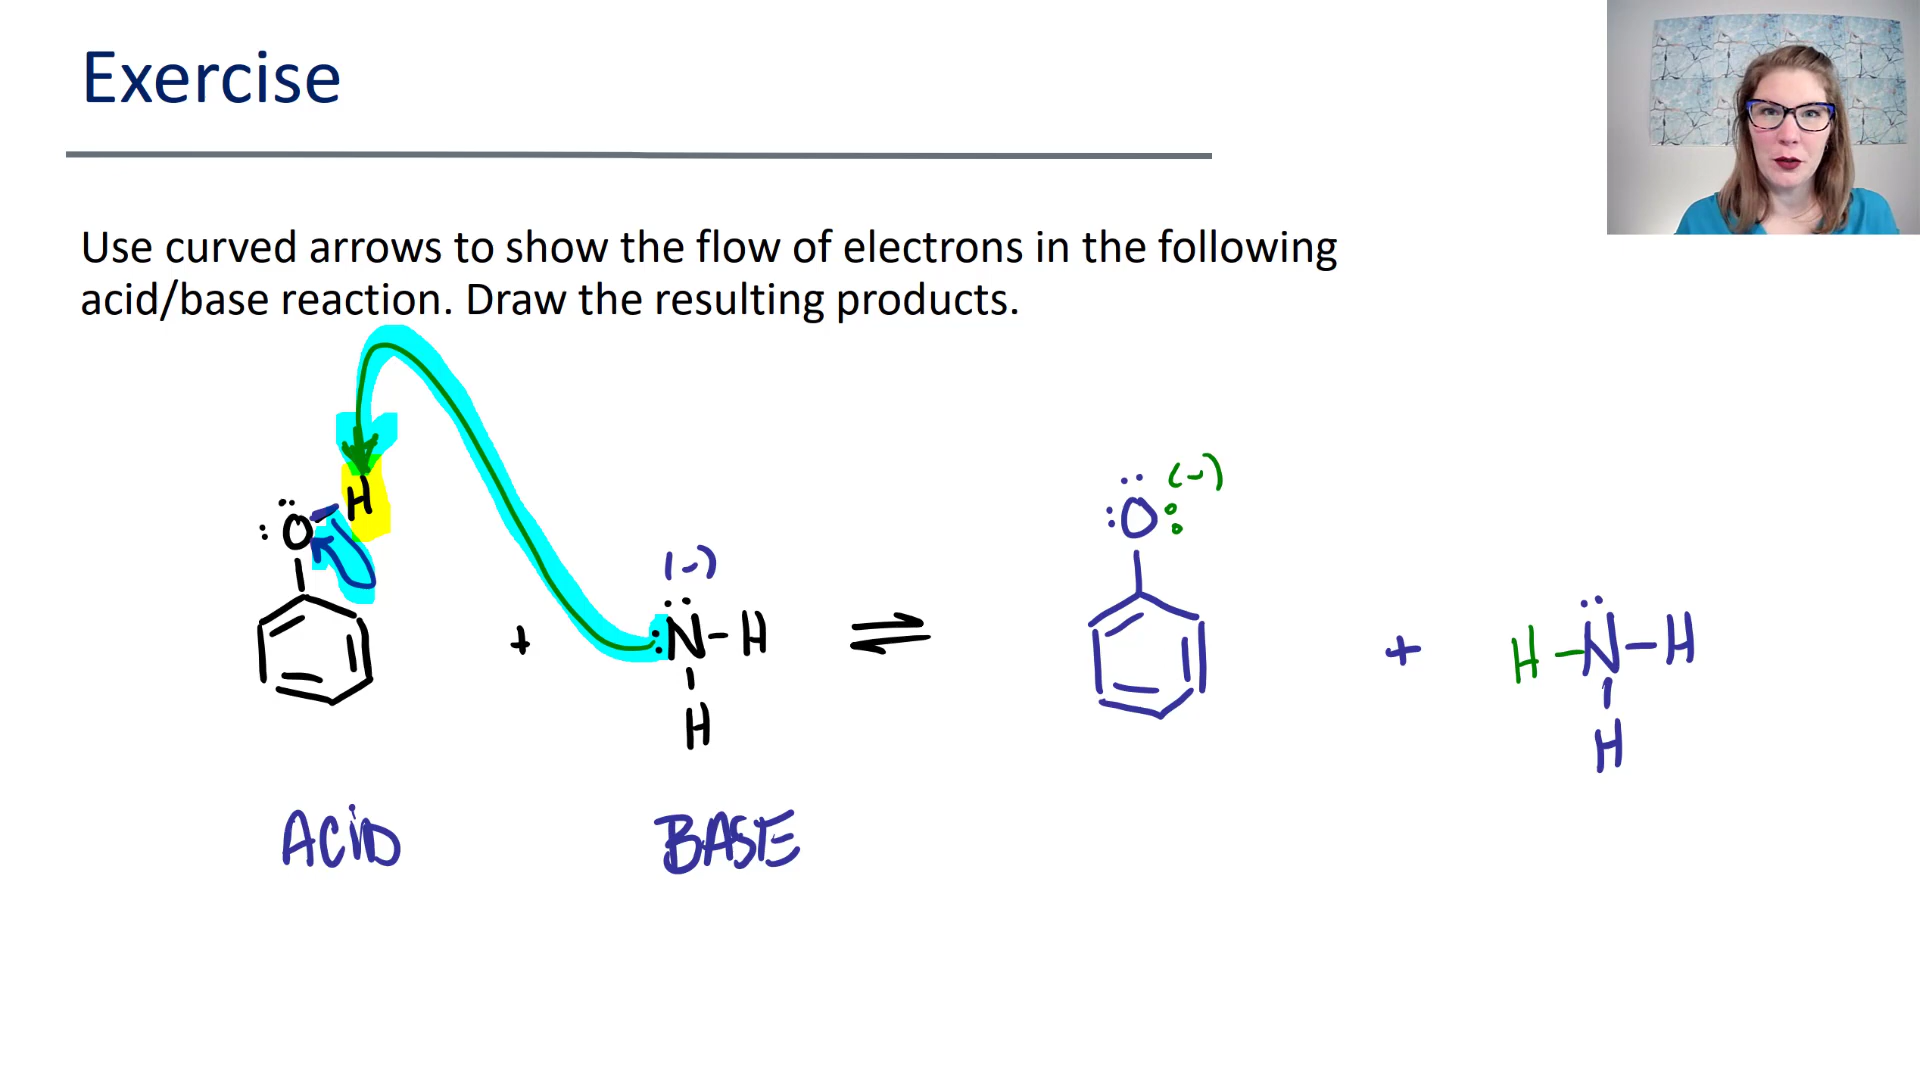 Exercise
Use curved arrows to show the flow of electrons in the following
acid/base reaction. Draw the resulting products.
H
:Ö
(-)
+
:N̈-H
H
⇌
(-)
:Ö:
+
H-N̈-H
H
ACiD
BASE